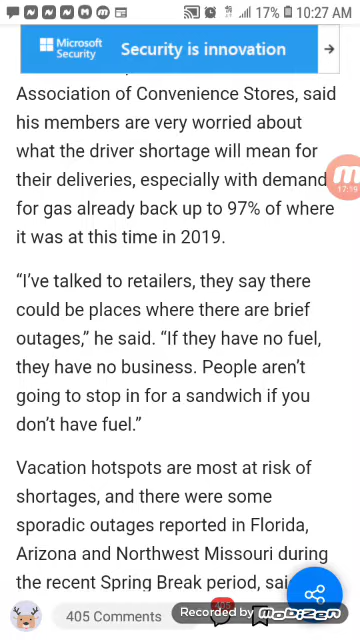 17% 10:27 AM
Microsoft
Security
Security is innovation
Association of Convenience Stores, said
his members are very worried about
what the driver shortage will mean for
their deliveries, especially with demand
17:19
for gas already back up to 97% of where
it was at this time in 2019.
“I’ve talked to retailers, they say there
could be places where there are brief
outages,” he said. “If they have no fuel,
they have no business. People aren’t
going to stop in for a sandwich if you
don’t have fuel.”
Vacation hotspots are most at risk of
shortages, and there were some
sporadic outages reported in Florida,
Arizona and Northwest Missouri during
the recent Spring Break period, sai
405 Comments
405
Recorded by mobizen